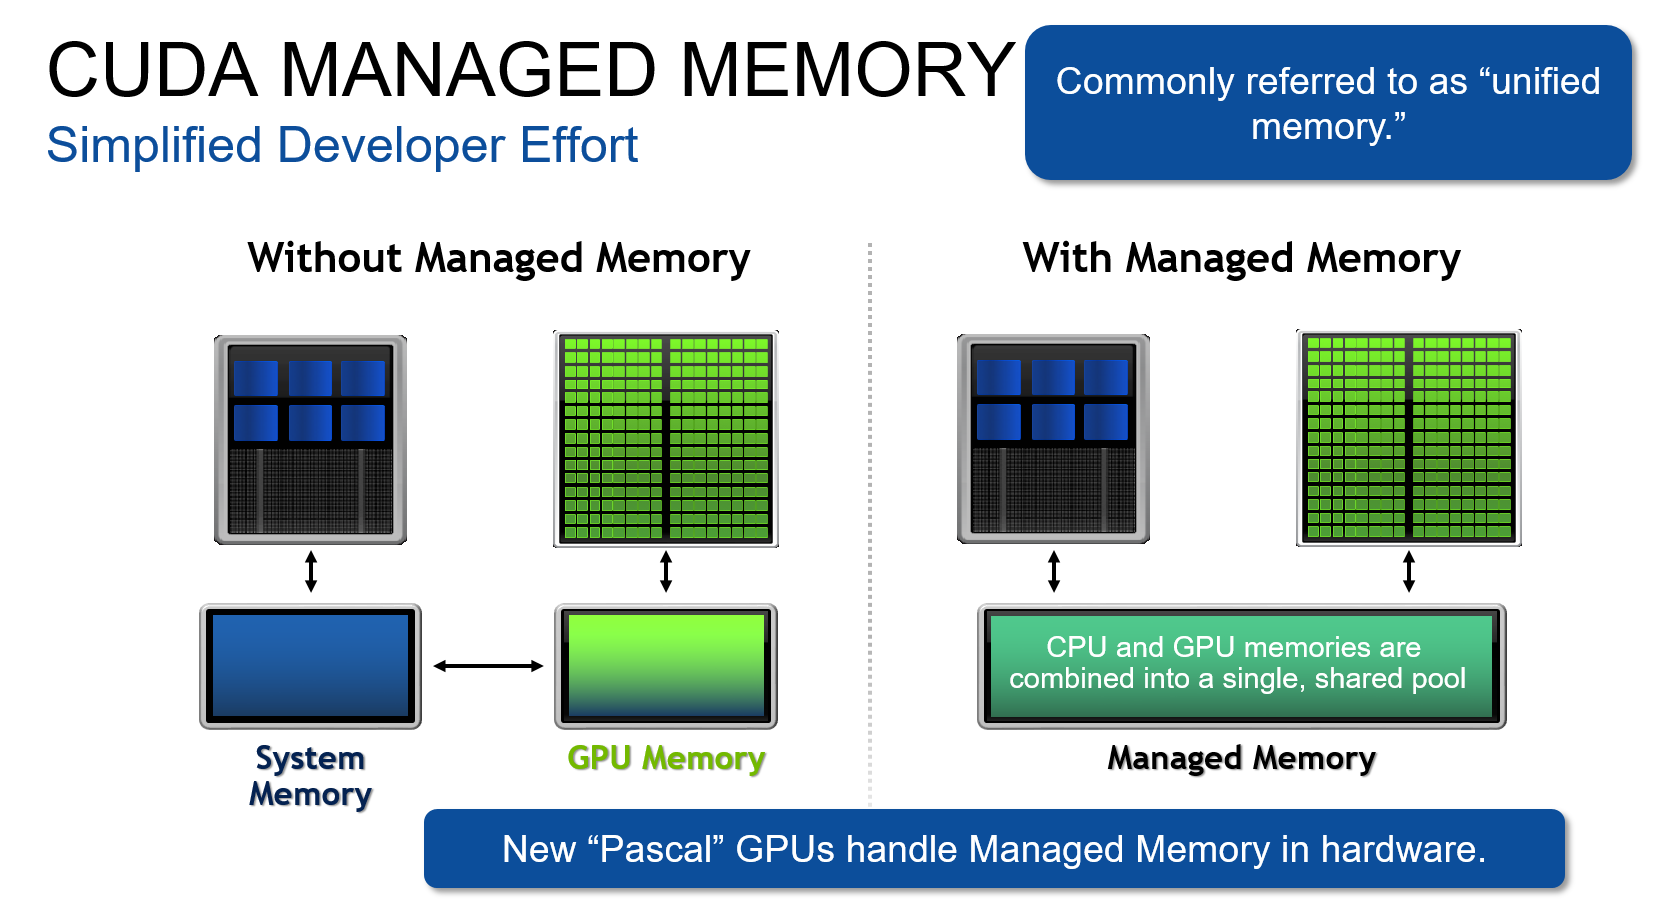 CUDA MANAGED MEMORY
Simplified Developer Effort
Commonly referred to as “unified
memory.”
Without Managed Memory
System
Memory
GPU Memory
With Managed Memory
CPU and GPU memories are
combined into a single, shared pool
Managed Memory
New “Pascal” GPUs handle Managed Memory in hardware.